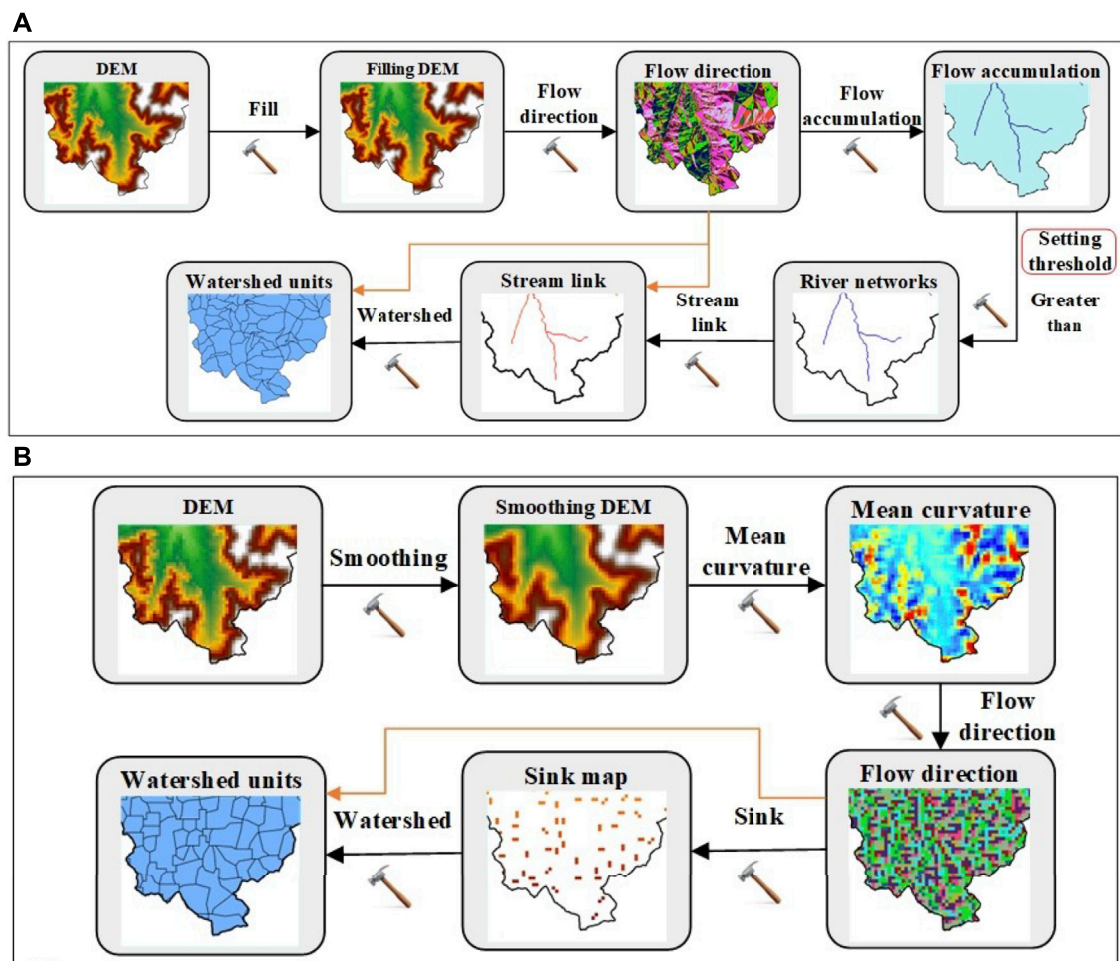 A
DEM
Fill
Filling DEM
Flow
direction
Flow direction
Flow
accumulation
Flow accumulation
Setting
threshold
Greater
than
River networks
Stream
link
Stream link
Watershed
Watershed units
B
DEM
Smoothing
Smoothing DEM
Mean
curvature
Mean curvature
Flow
direction
Flow direction
Sink
Sink map
Watershed
Watershed units